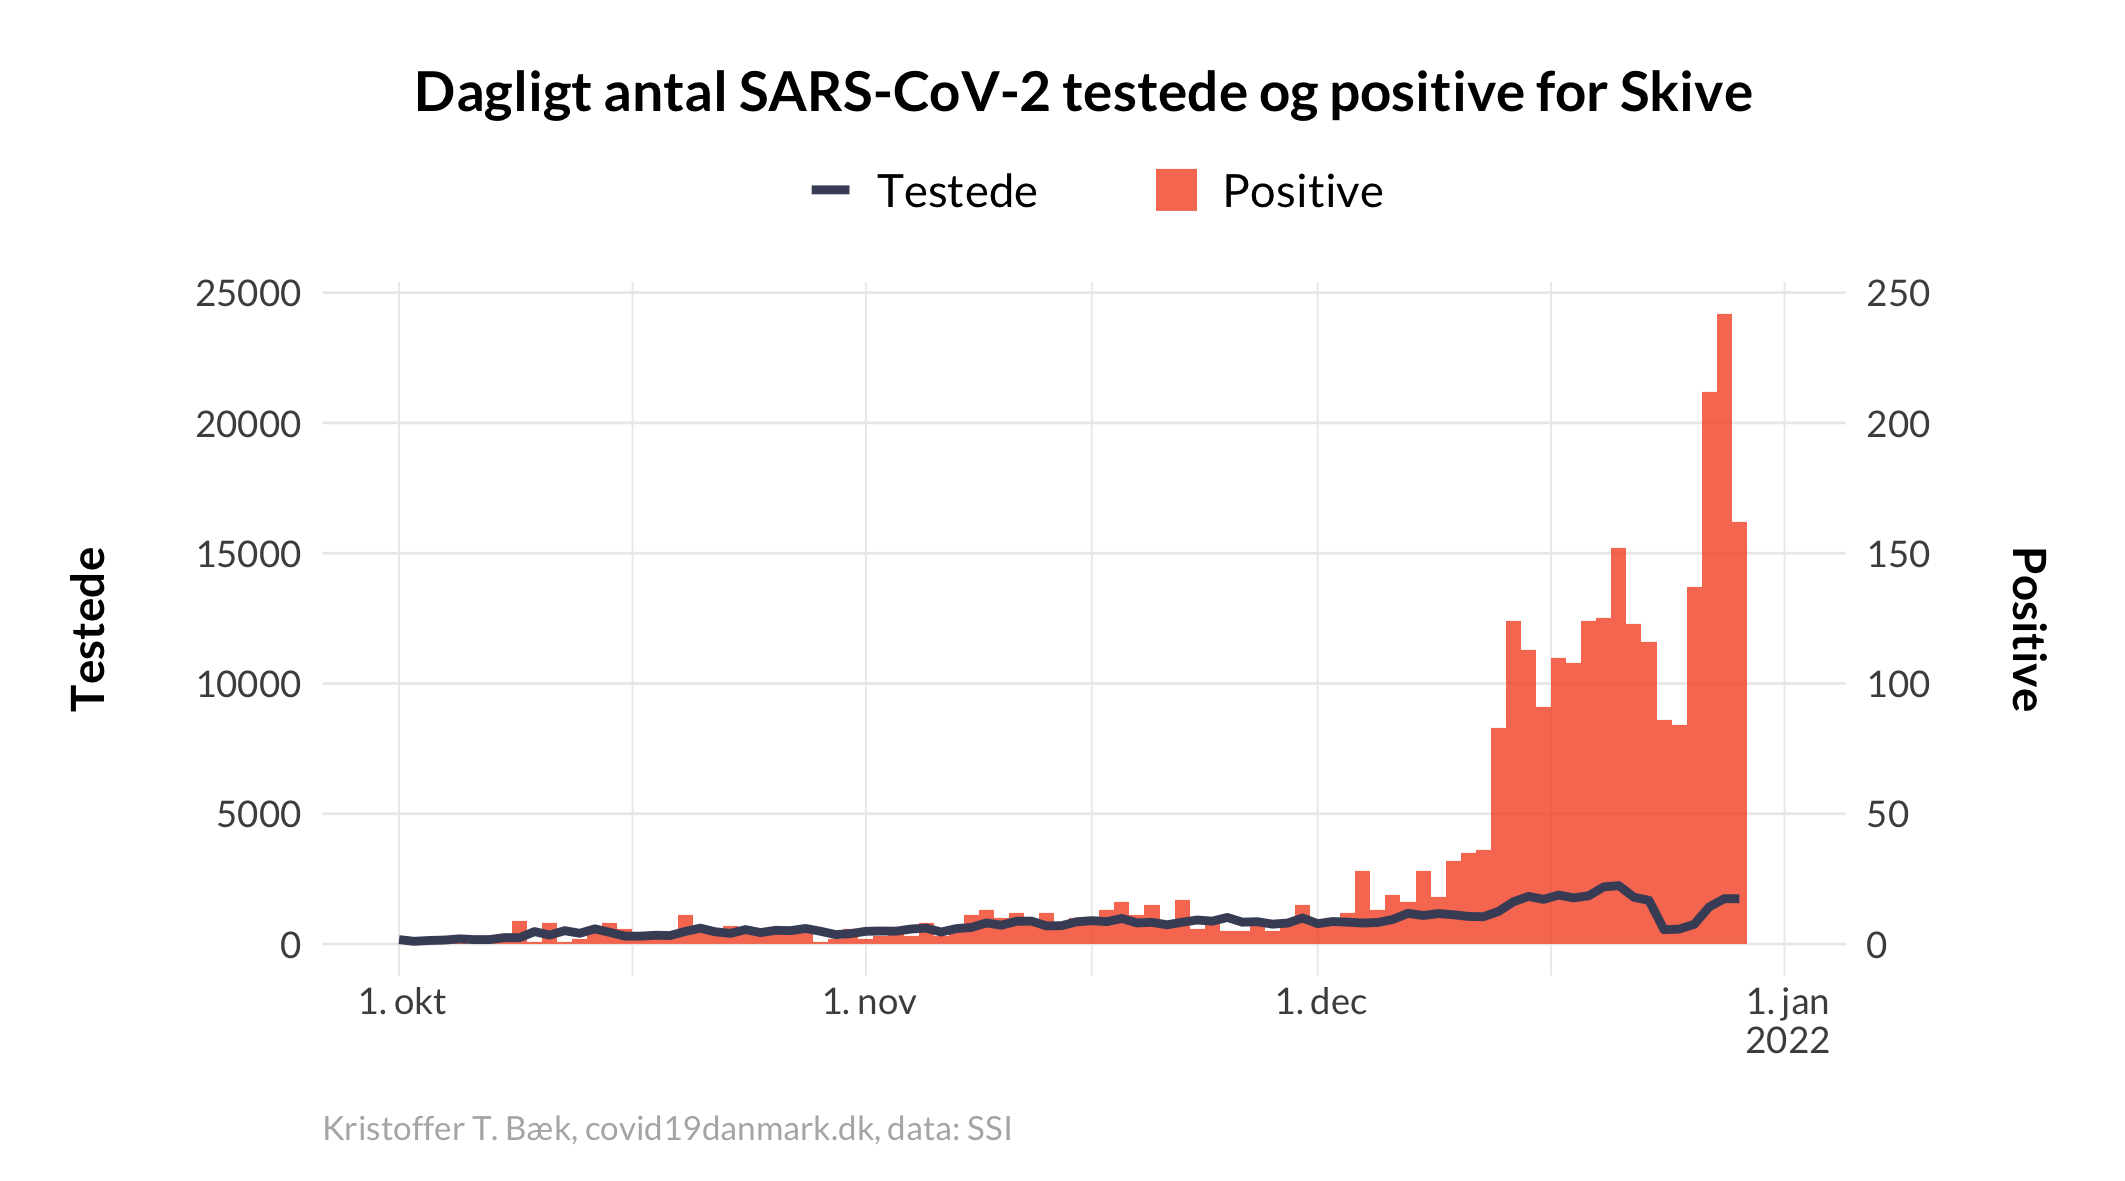 Dagligt antal SARS-CoV-2 testede og positive for Skive
Testede
Positive
25000
20000
15000
10000
5000
0
Testede
250
200
150
100
50
0
Positive
1. okt
1. nov
1. dec
1. jan
2022
Kristoffer T. Bæk, covid19danmark.dk, data: SSI